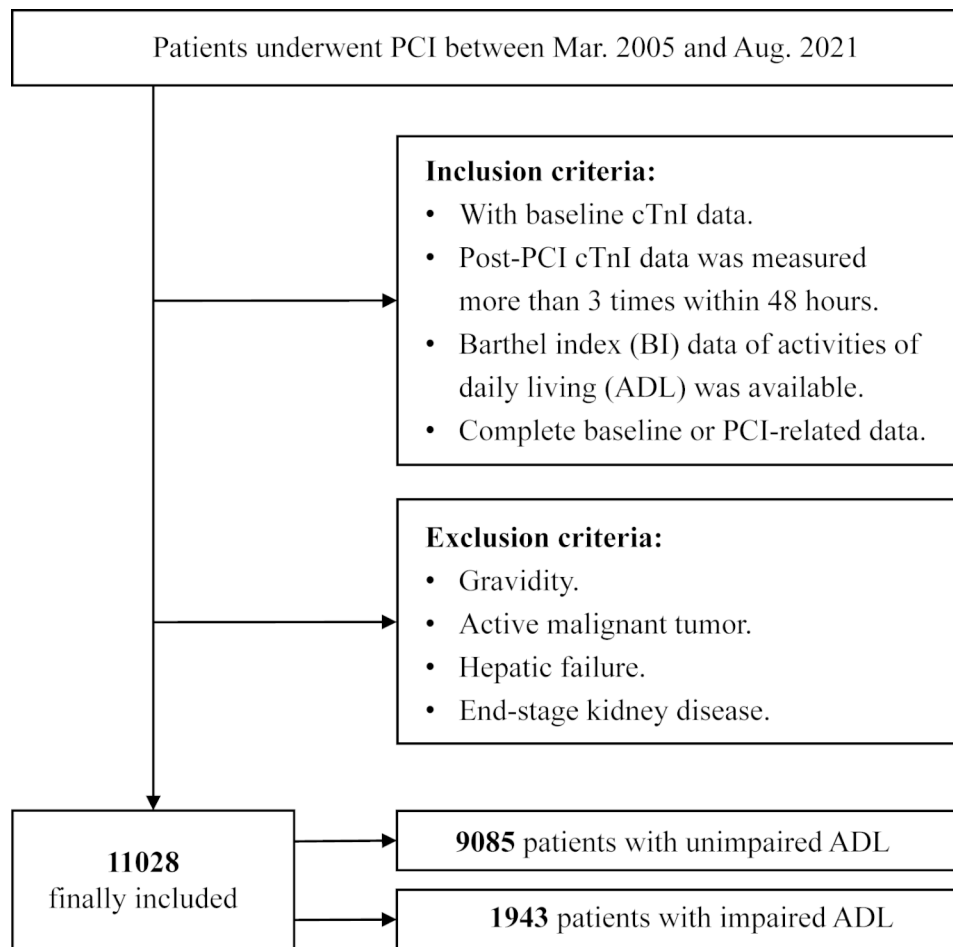 Patients underwent PCI between Mar. 2005 and Aug. 2021
Inclusion criteria:
• With baseline cTnI data.
• Post-PCI cTnI data was measured
more than 3 times within 48 hours.
• Barthel index (BI) data of activities of
daily living (ADL) was available.
• Complete baseline or PCI-related data.
Exclusion criteria:
• Gravidity.
• Active malignant tumor.
• Hepatic failure.
• End-stage kidney disease.
11028
finally included
9085 patients with unimpaired ADL
1943 patients with impaired ADL